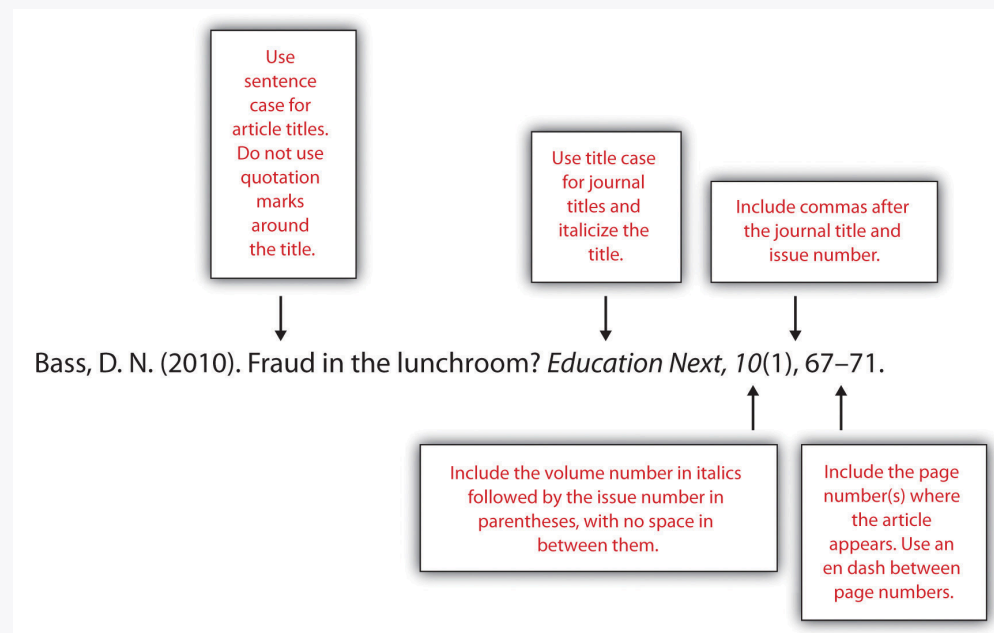 Use
sentence
case for
article titles.
Do not use
quotation
marks
around
the title.
Use title case
for journal
titles and
italicize the
title.
Include commas after
the journal title and
issue number.
Bass, D. N. (2010). Fraud in the lunchroom? Education Next, 10(1), 67–71.
Include the volume number in italics
followed by the issue number in
parentheses, with no space in
between them.
Include the page
number(s) where
the article
appears. Use an
en dash between
page numbers.